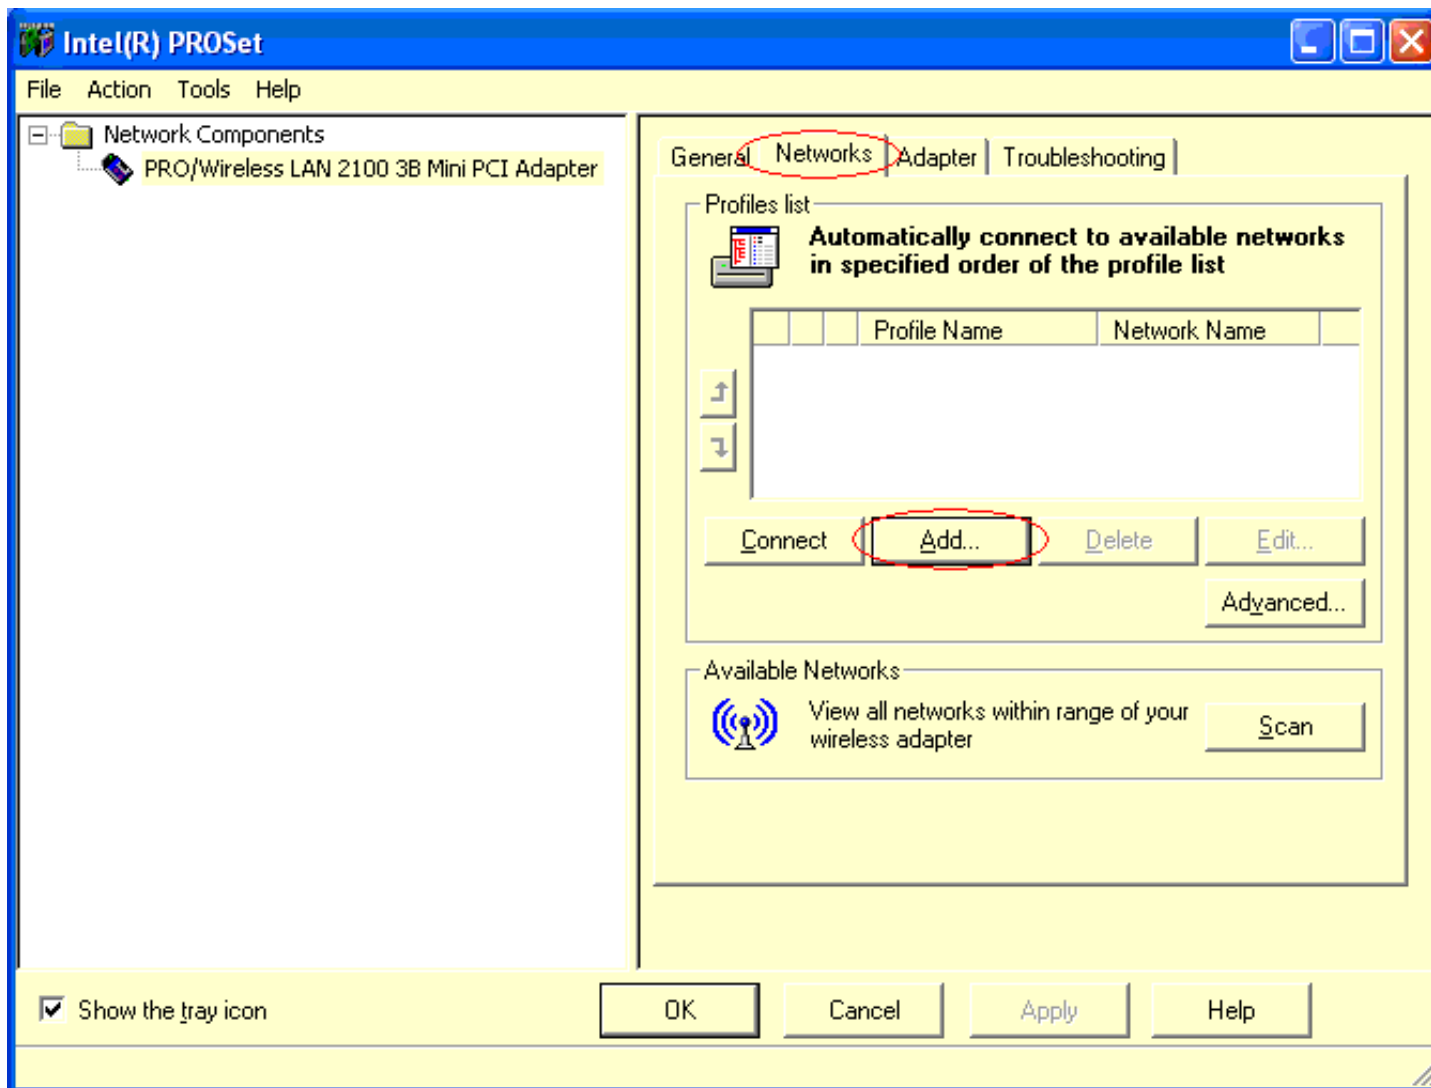 Intel(R) PROSet
File Action Tools Help
Network Components
PRO/Wireless LAN 2100 3B Mini PCI Adapter
General Networks Adapter Troubleshooting
Profiles list
Automatically connect to available networks
in specified order of the profile list
Profile Name Network Name
Connect Add... Delete Edit...
Advanced...
Available Networks
View all networks within range of your
wireless adapter
Scan
Show the tray icon
OK Cancel Apply Help